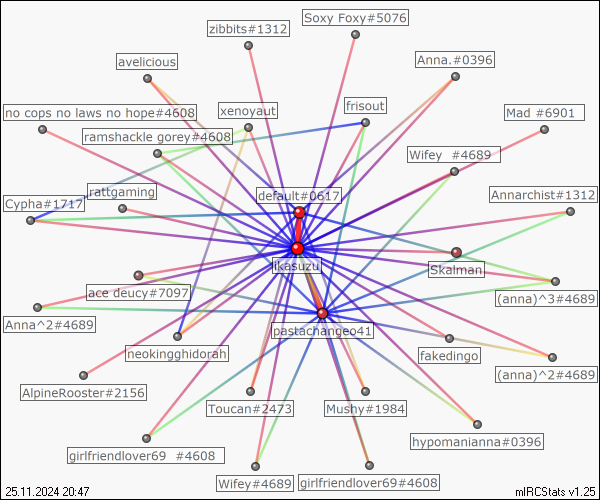 Soxy Foxy#5076
zibbits#1312
avelicious
Anna.#0396
no cops no laws no hope#4608
xenoyaut
frisout
Mad #6901
ramshackle gorey#4608
Wifey  #4689
rattgaming
default#0617
Annarchist#1312
Cypha#1717
ikasuzu
Skalman
ace deucy#7097
(anna)^3#4689
Anna^2#4689
pastachangeo41
neokingghidorah
fakedingo
(anna)^2#4689
AlpineRooster#2156
Toucan#2473
Mushy#1984
hypomanianna#0396
girlfriendlover69  #4608
Wifey#4689
girlfriendlover69#4608
25.11.2024 20:47
mIRCStats v1.25